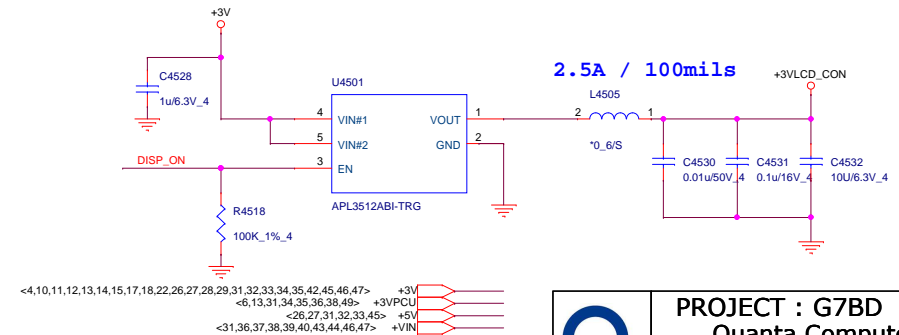 +3V
C4528
1u/6.3V_4
U4501
2.5A / 100mils
+3VLCD_CON
L4505
4
VIN#1
VOUT
1
2
1
5
VIN#2
GND
2
*0_6/S
DISP_ON
3
EN
C4530
0.01u/50V_4
C4531
0.1u/16V_4
C4532
10U/6.3V_4
APL3512ABI-TRG
R4518
100K_1%_4
<4,10,11,12,13,14,15,17,18,22,26,27,28,29,31,32,33,34,35,42,45,46,47> +3V
<6,13,31,34,35,36,38,49> +3VPCU
<26,27,31,32,33,45> +5V
<31,36,37,38,39,40,43,44,46,47> +VIN
PROJECT : G7BD
Quanta Compute